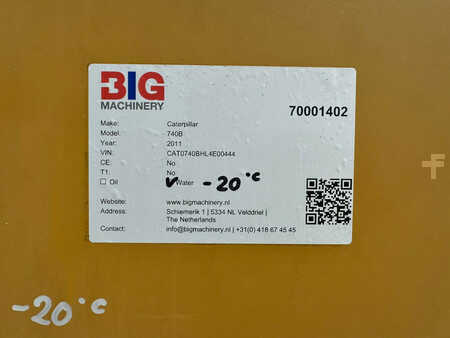 BIG
MACHINERY
70001402
Make: Caterpillar
Model: 740B
Year: 2011
VIN: CAT0740BHL4E00444
CE: No
T1: No
Oil Water -20°C
Website: www.bigmachinery.nl
Address: Schiemerik 1 | 5334 NL Velddriel |
The Netherlands
Contact: info@bigmachinery.nl | +31(0) 418 67 45 45
-20°C